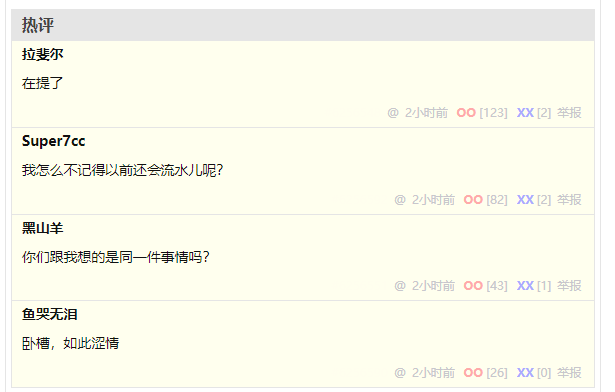 热评
拉斐尔
在提了
@ 2小时前 OO [123] XX [2] 举报
Super7cc
我怎么不记得以前还会流水儿呢?
@ 2小时前 OO [82] XX [2] 举报
黑山羊
你们跟我想的是同一件事情吗?
@ 2小时前 OO [43] XX [1] 举报
鱼哭无泪
卧槽，如此涩情
@ 2小时前 OO [26] XX [0] 举报